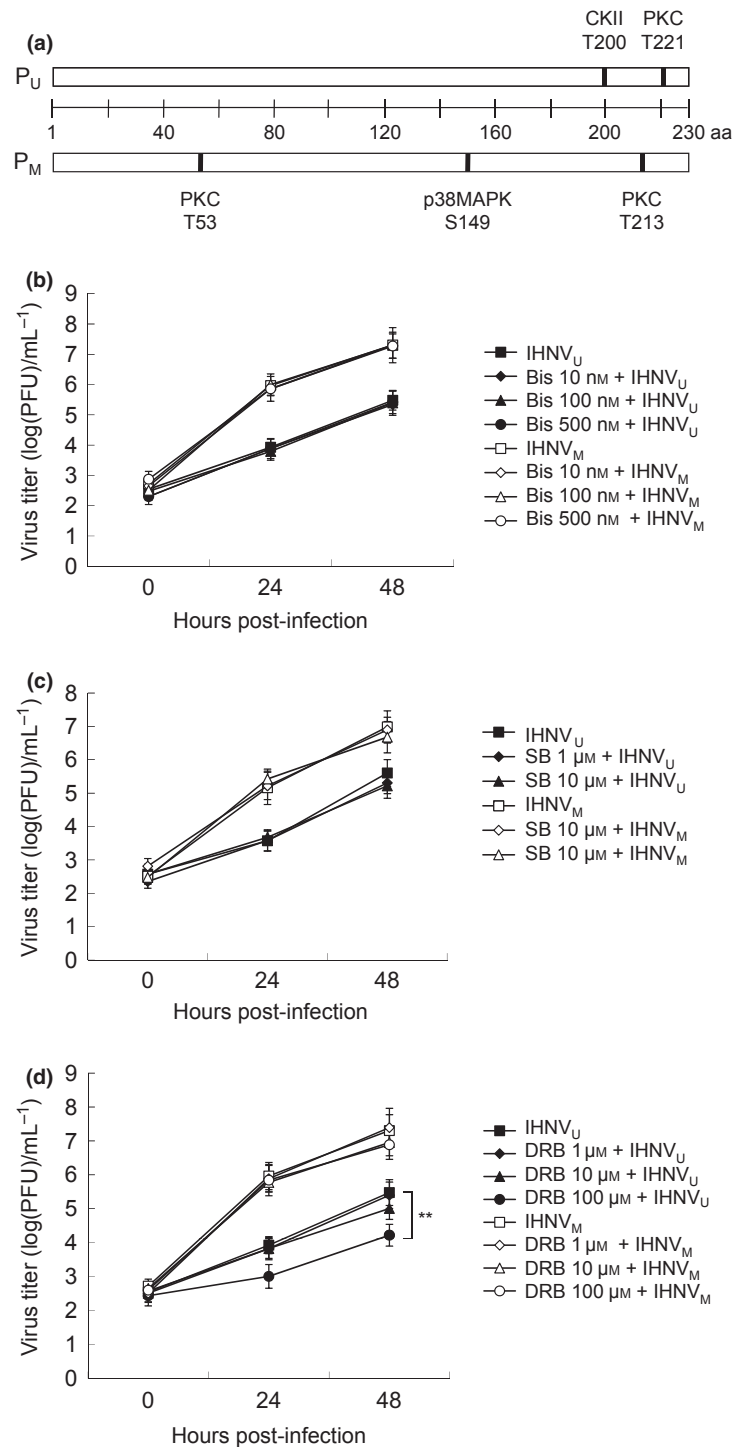 (a)
CKII PKC
T200 T221
P_U
1 40 80 120 160 200 230 aa
P_M
PKC p38MAPK PKC
T53 S149 T213
(b)
Virus titer (log(PFU)/mL⁻¹)
9
8
7
6
5
4
3
2
1
0
0 24 48
Hours post-infection
IHNV_U
Bis 10 nM + IHNV_U
Bis 100 nM + IHNV_U
Bis 500 nM + IHNV_U
IHNV_M
Bis 10 nM + IHNV_M
Bis 100 nM + IHNV_M
Bis 500 nM + IHNV_M
(c)
Virus titer (log(PFU)/mL⁻¹)
8
7
6
5
4
3
2
1
0
0 24 48
Hours post-infection
IHNV_U
SB 1 µM + IHNV_U
SB 10 µM + IHNV_U
IHNV_M
SB 10 µM + IHNV_M
SB 10 µM + IHNV_M
(d)
Virus titer (log(PFU)/mL⁻¹)
9
8
7
6
5
4
3
2
1
0
0 24 48
Hours post-infection
**
IHNV_U
DRB 1 µM + IHNV_U
DRB 10 µM + IHNV_U
DRB 100 µM + IHNV_U
IHNV_M
DRB 1 µM + IHNV_M
DRB 10 µM + IHNV_M
DRB 100 µM + IHNV_M